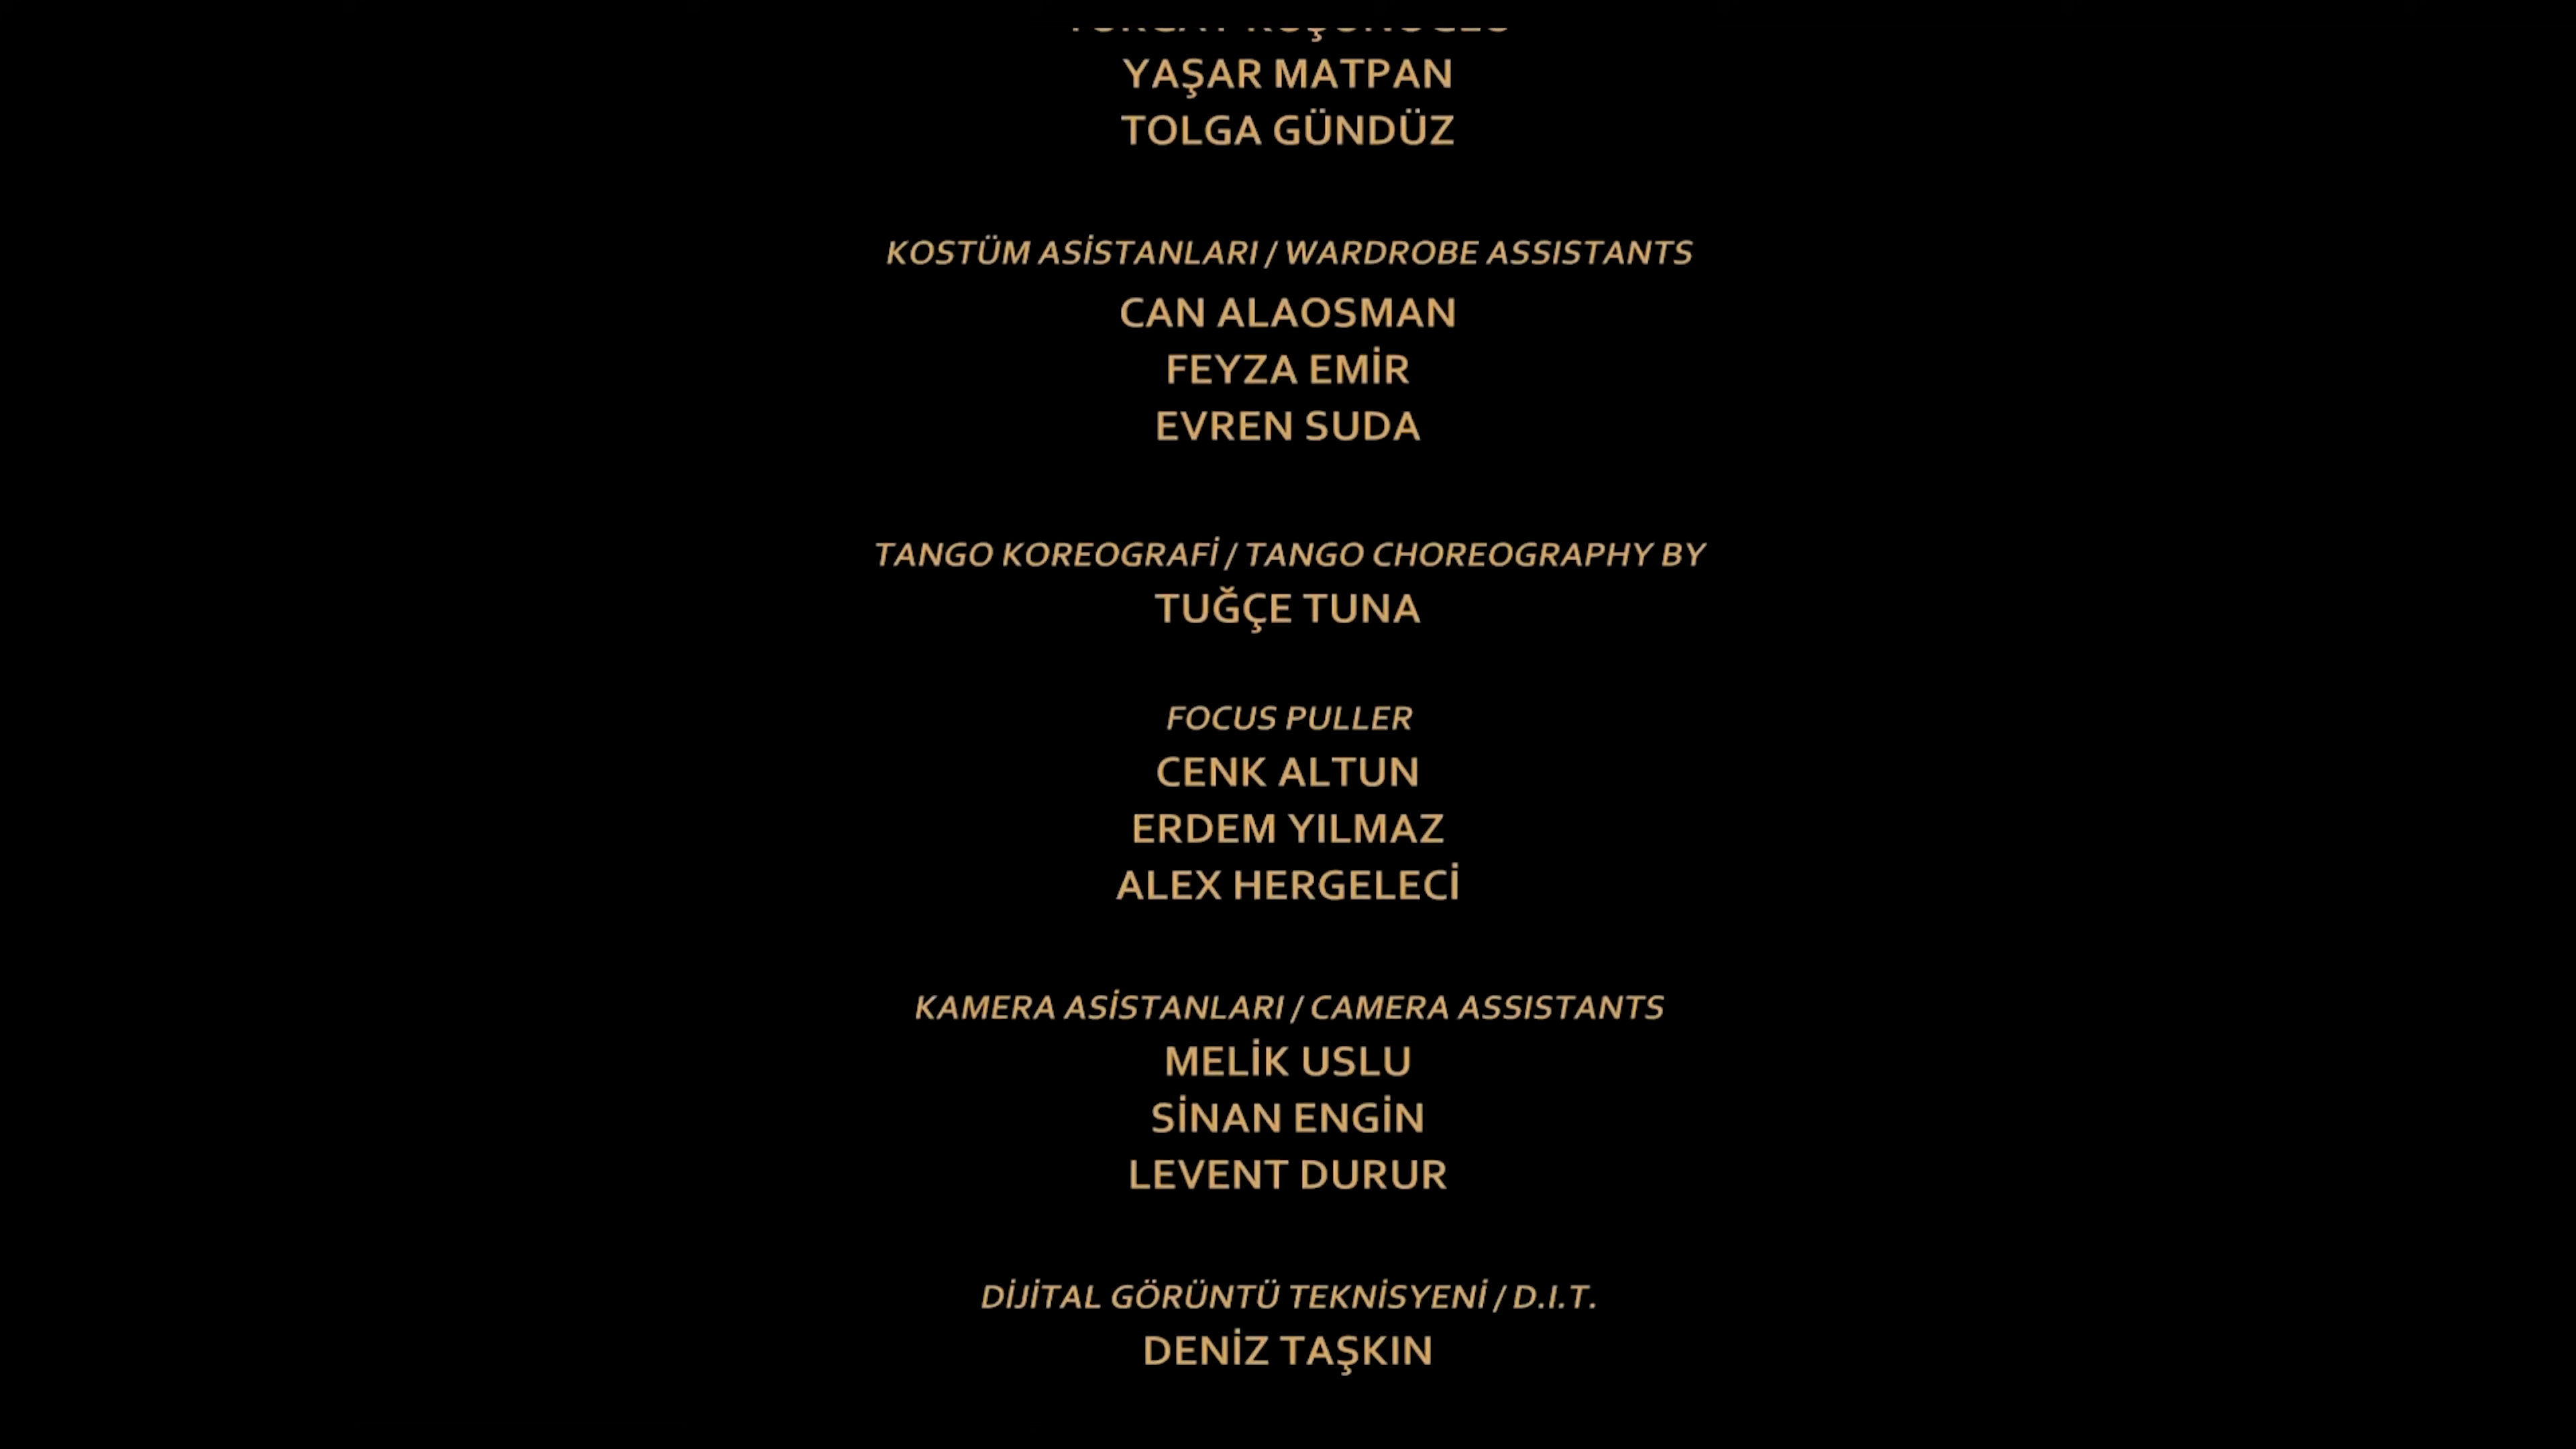 YAŞAR MATPAN
TOLGA GÜNDÜZ
KOSTÜM ASİSTANLARI / WARDROBE ASSISTANTS
CAN ALAOSMAN
FEYZA EMİR
EVREN SUDA
TANGO KOREOGRAFİ / TANGO CHOREOGRAPHY BY
TUĞÇE TUNA
FOCUS PULLER
CENK ALTUN
ERDEM YILMAZ
ALEX HERGELECİ
KAMERA ASİSTANLARI / CAMERA ASSISTANTS
MELİK USLU
SİNAN ENGİN
LEVENT DURUR
DİJİTAL GÖRÜNTÜ TEKNİSYENİ / D.I.T.
DENİZ TAŞKIN